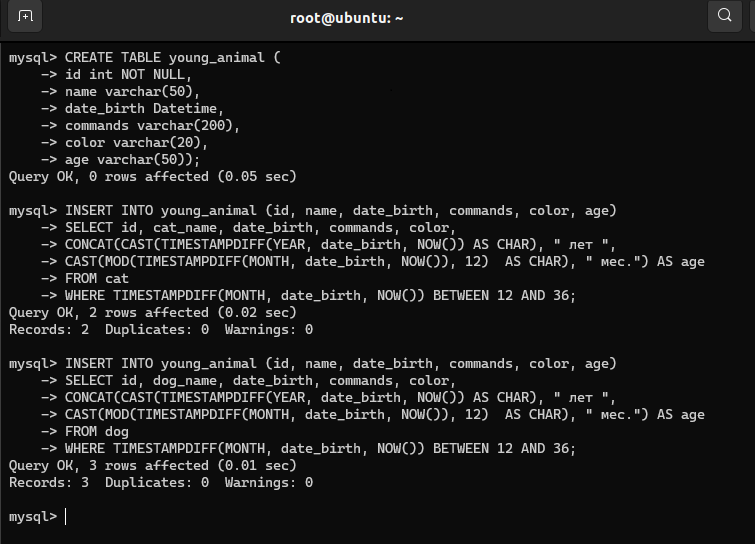 root@ubuntu: ~
mysql> CREATE TABLE young_animal (
    -> id int NOT NULL,
    -> name varchar(50),
    -> date_birth Datetime,
    -> commands varchar(200),
    -> color varchar(20),
    -> age varchar(50));
Query OK, 0 rows affected (0.05 sec)

mysql> INSERT INTO young_animal (id, name, date_birth, commands, color, age)
    -> SELECT id, cat_name, date_birth, commands, color,
    -> CONCAT(CAST(TIMESTAMPDIFF(YEAR, date_birth, NOW()) AS CHAR), " лет ",
    -> CAST(MOD(TIMESTAMPDIFF(MONTH, date_birth, NOW()), 12)  AS CHAR), " мес.") AS age
    -> FROM cat
    -> WHERE TIMESTAMPDIFF(MONTH, date_birth, NOW()) BETWEEN 12 AND 36;
Query OK, 2 rows affected (0.02 sec)
Records: 2  Duplicates: 0  Warnings: 0

mysql> INSERT INTO young_animal (id, name, date_birth, commands, color, age)
    -> SELECT id, dog_name, date_birth, commands, color,
    -> CONCAT(CAST(TIMESTAMPDIFF(YEAR, date_birth, NOW()) AS CHAR), " лет ",
    -> CAST(MOD(TIMESTAMPDIFF(MONTH, date_birth, NOW()), 12)  AS CHAR), " мес.") AS age
    -> FROM dog
    -> WHERE TIMESTAMPDIFF(MONTH, date_birth, NOW()) BETWEEN 12 AND 36;
Query OK, 3 rows affected (0.01 sec)
Records: 3  Duplicates: 0  Warnings: 0

mysql>